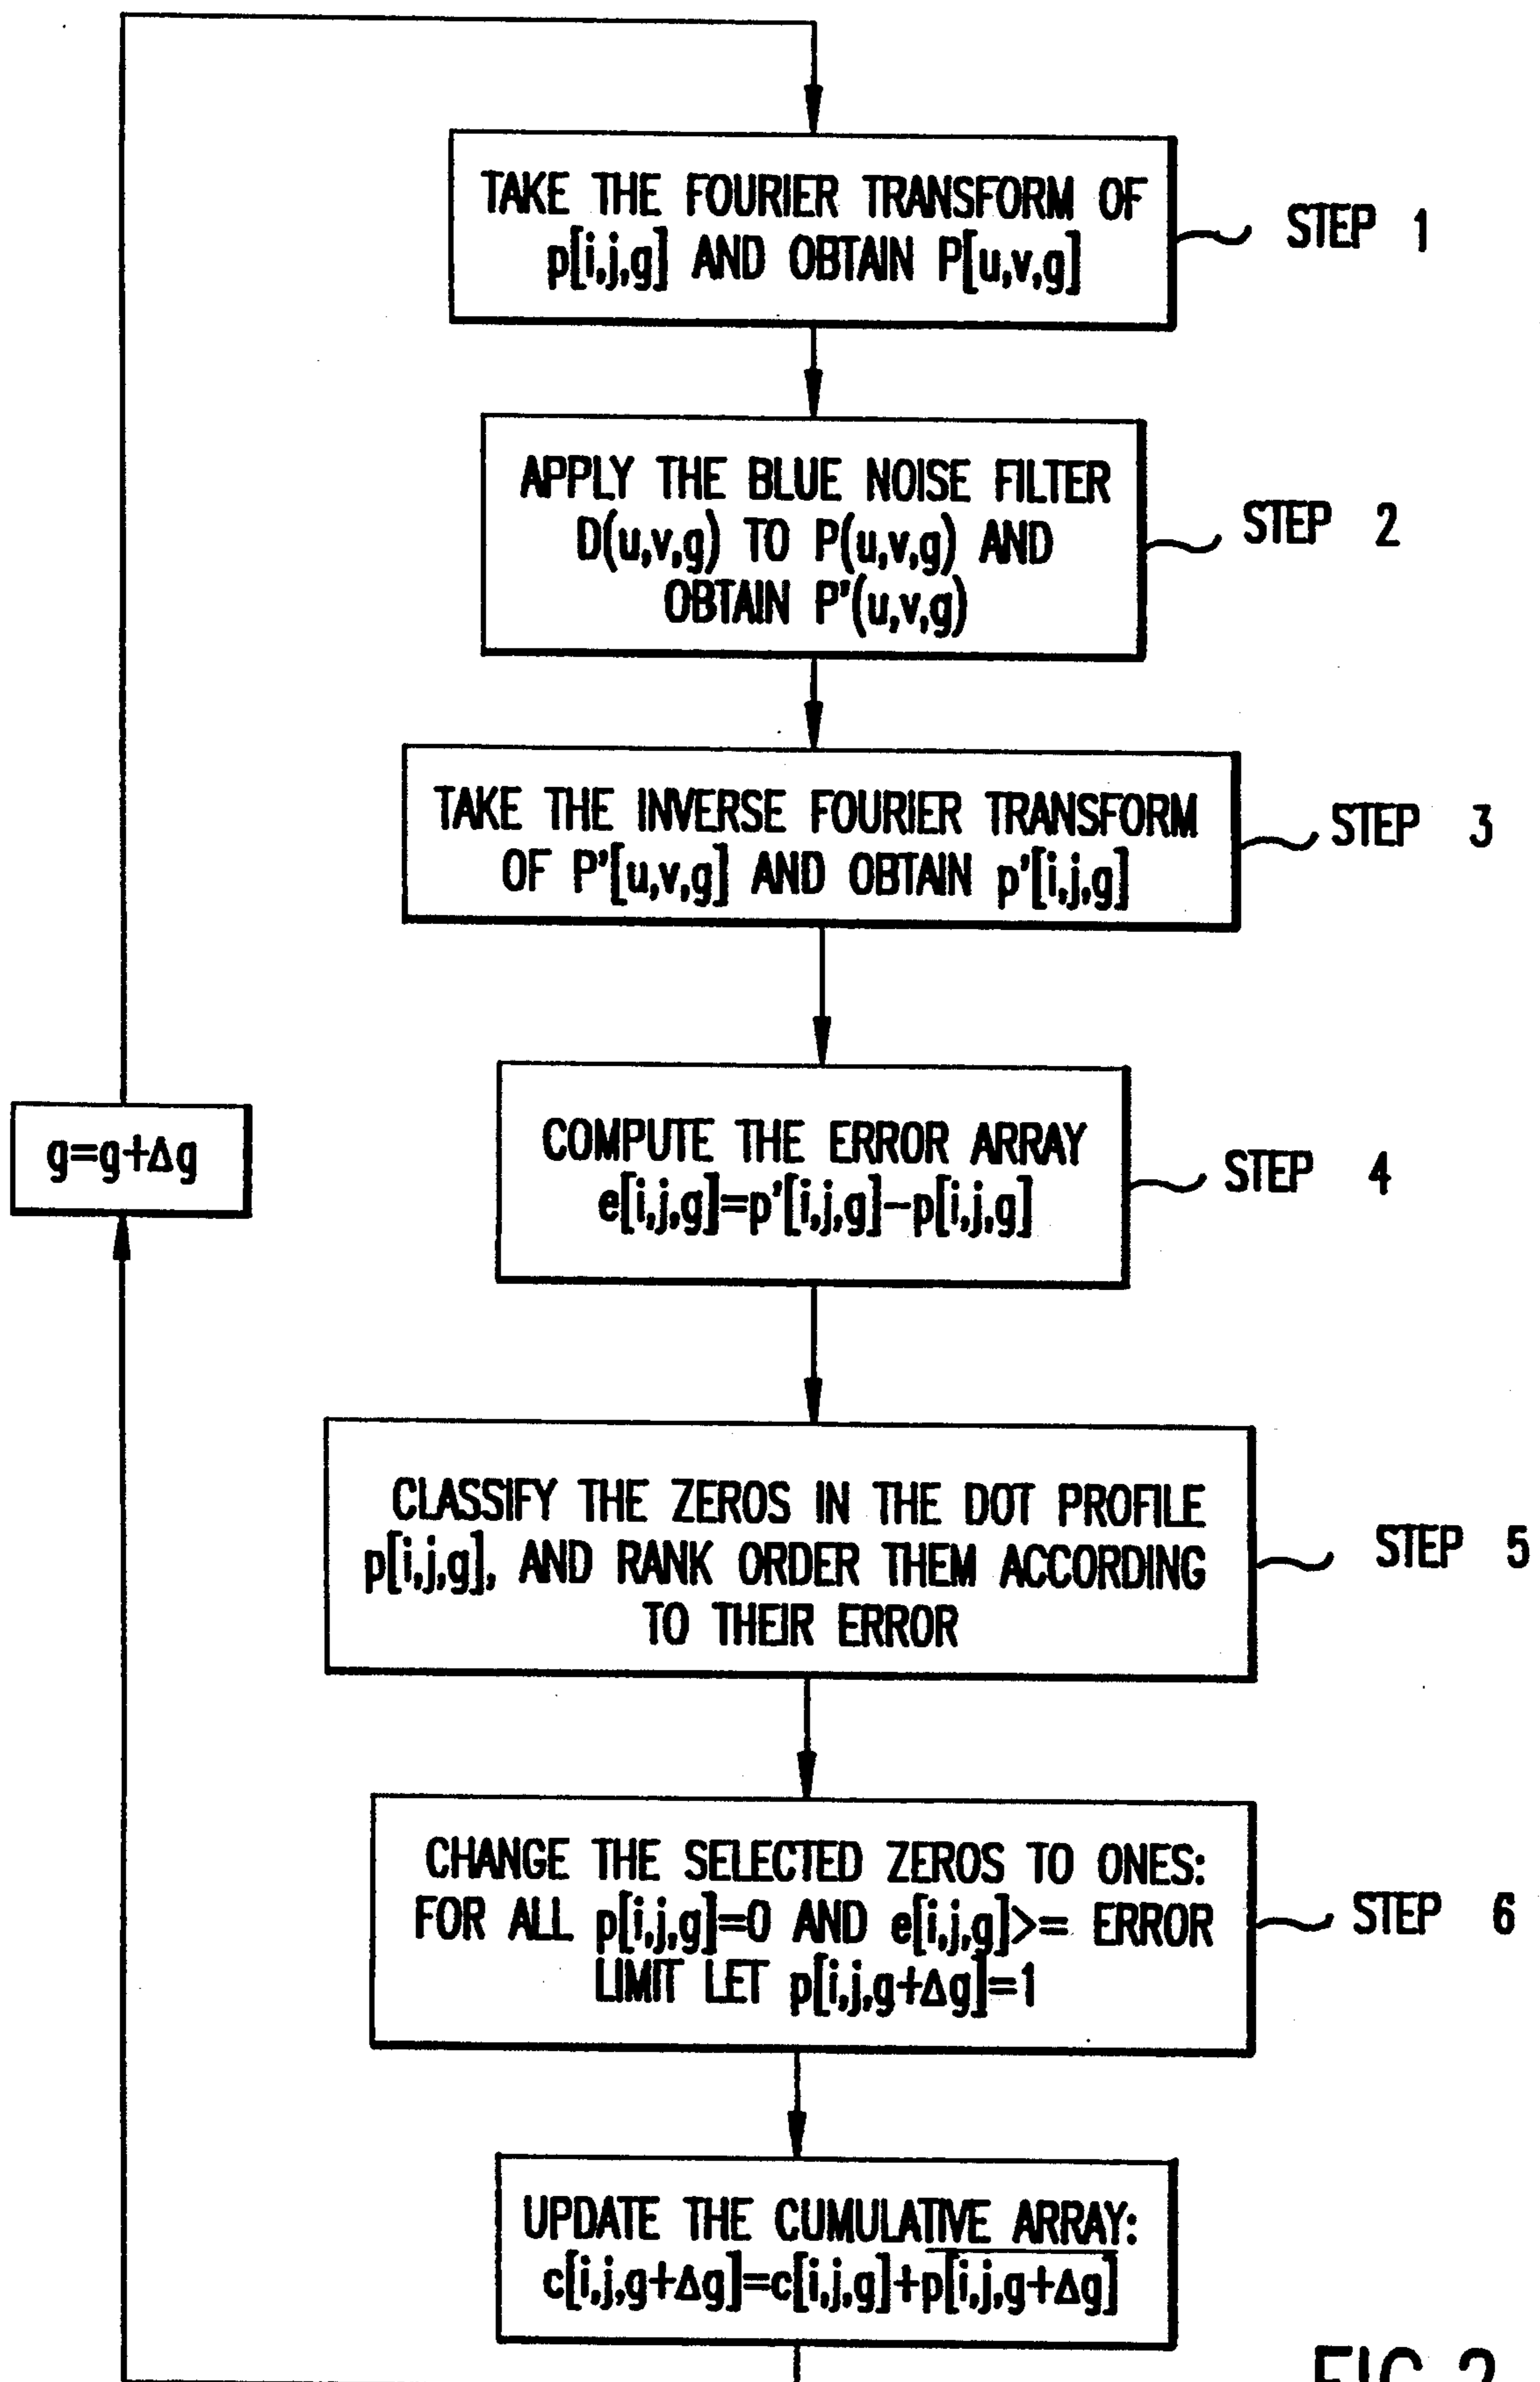 TAKE THE FOURIER TRANSFORM OF
p[i,j,g] AND OBTAIN P[u,v,g]
STEP 1
APPLY THE BLUE NOISE FILTER
D(u,v,g) TO P(u,v,g) AND
OBTAIN P'(u,v,g)
STEP 2
TAKE THE INVERSE FOURIER TRANSFORM
OF P'[u,v,g] AND OBTAIN p'[i,j,g]
STEP 3
g=g+Δg
COMPUTE THE ERROR ARRAY
e[i,j,g]=p'[i,j,g]−p[i,j,g]
STEP 4
CLASSIFY THE ZEROS IN THE DOT PROFILE
p[i,j,g], AND RANK ORDER THEM ACCORDING
TO THEIR ERROR
STEP 5
CHANGE THE SELECTED ZEROS TO ONES:
FOR ALL p[i,j,g]=0 AND e[i,j,g]>= ERROR
LIMIT LET p[i,j,g+Δg]=1
STEP 6
UPDATE THE CUMULATIVE ARRAY:
c[i,j,g+Δg]=c[i,j,g]+p̅[̅i̅,̅j̅,̅g̅+̅Δ̅g̅]̅
FIG. 2